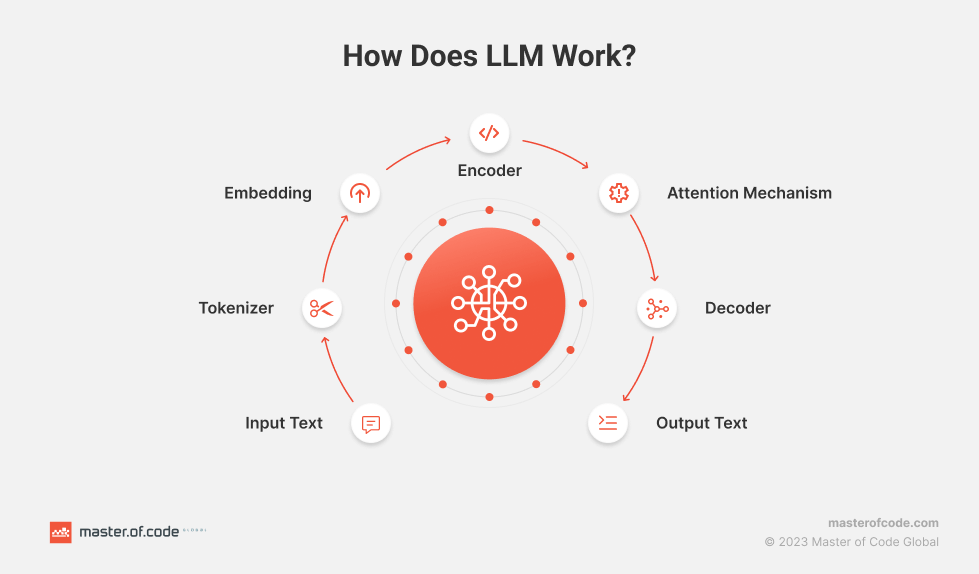 How Does LLM Work?
Encoder
Embedding
Attention Mechanism
Tokenizer
Decoder
Input Text
Output Text
master.of.code GLOBAL
masterofcode.com
© 2023 Master of Code Global